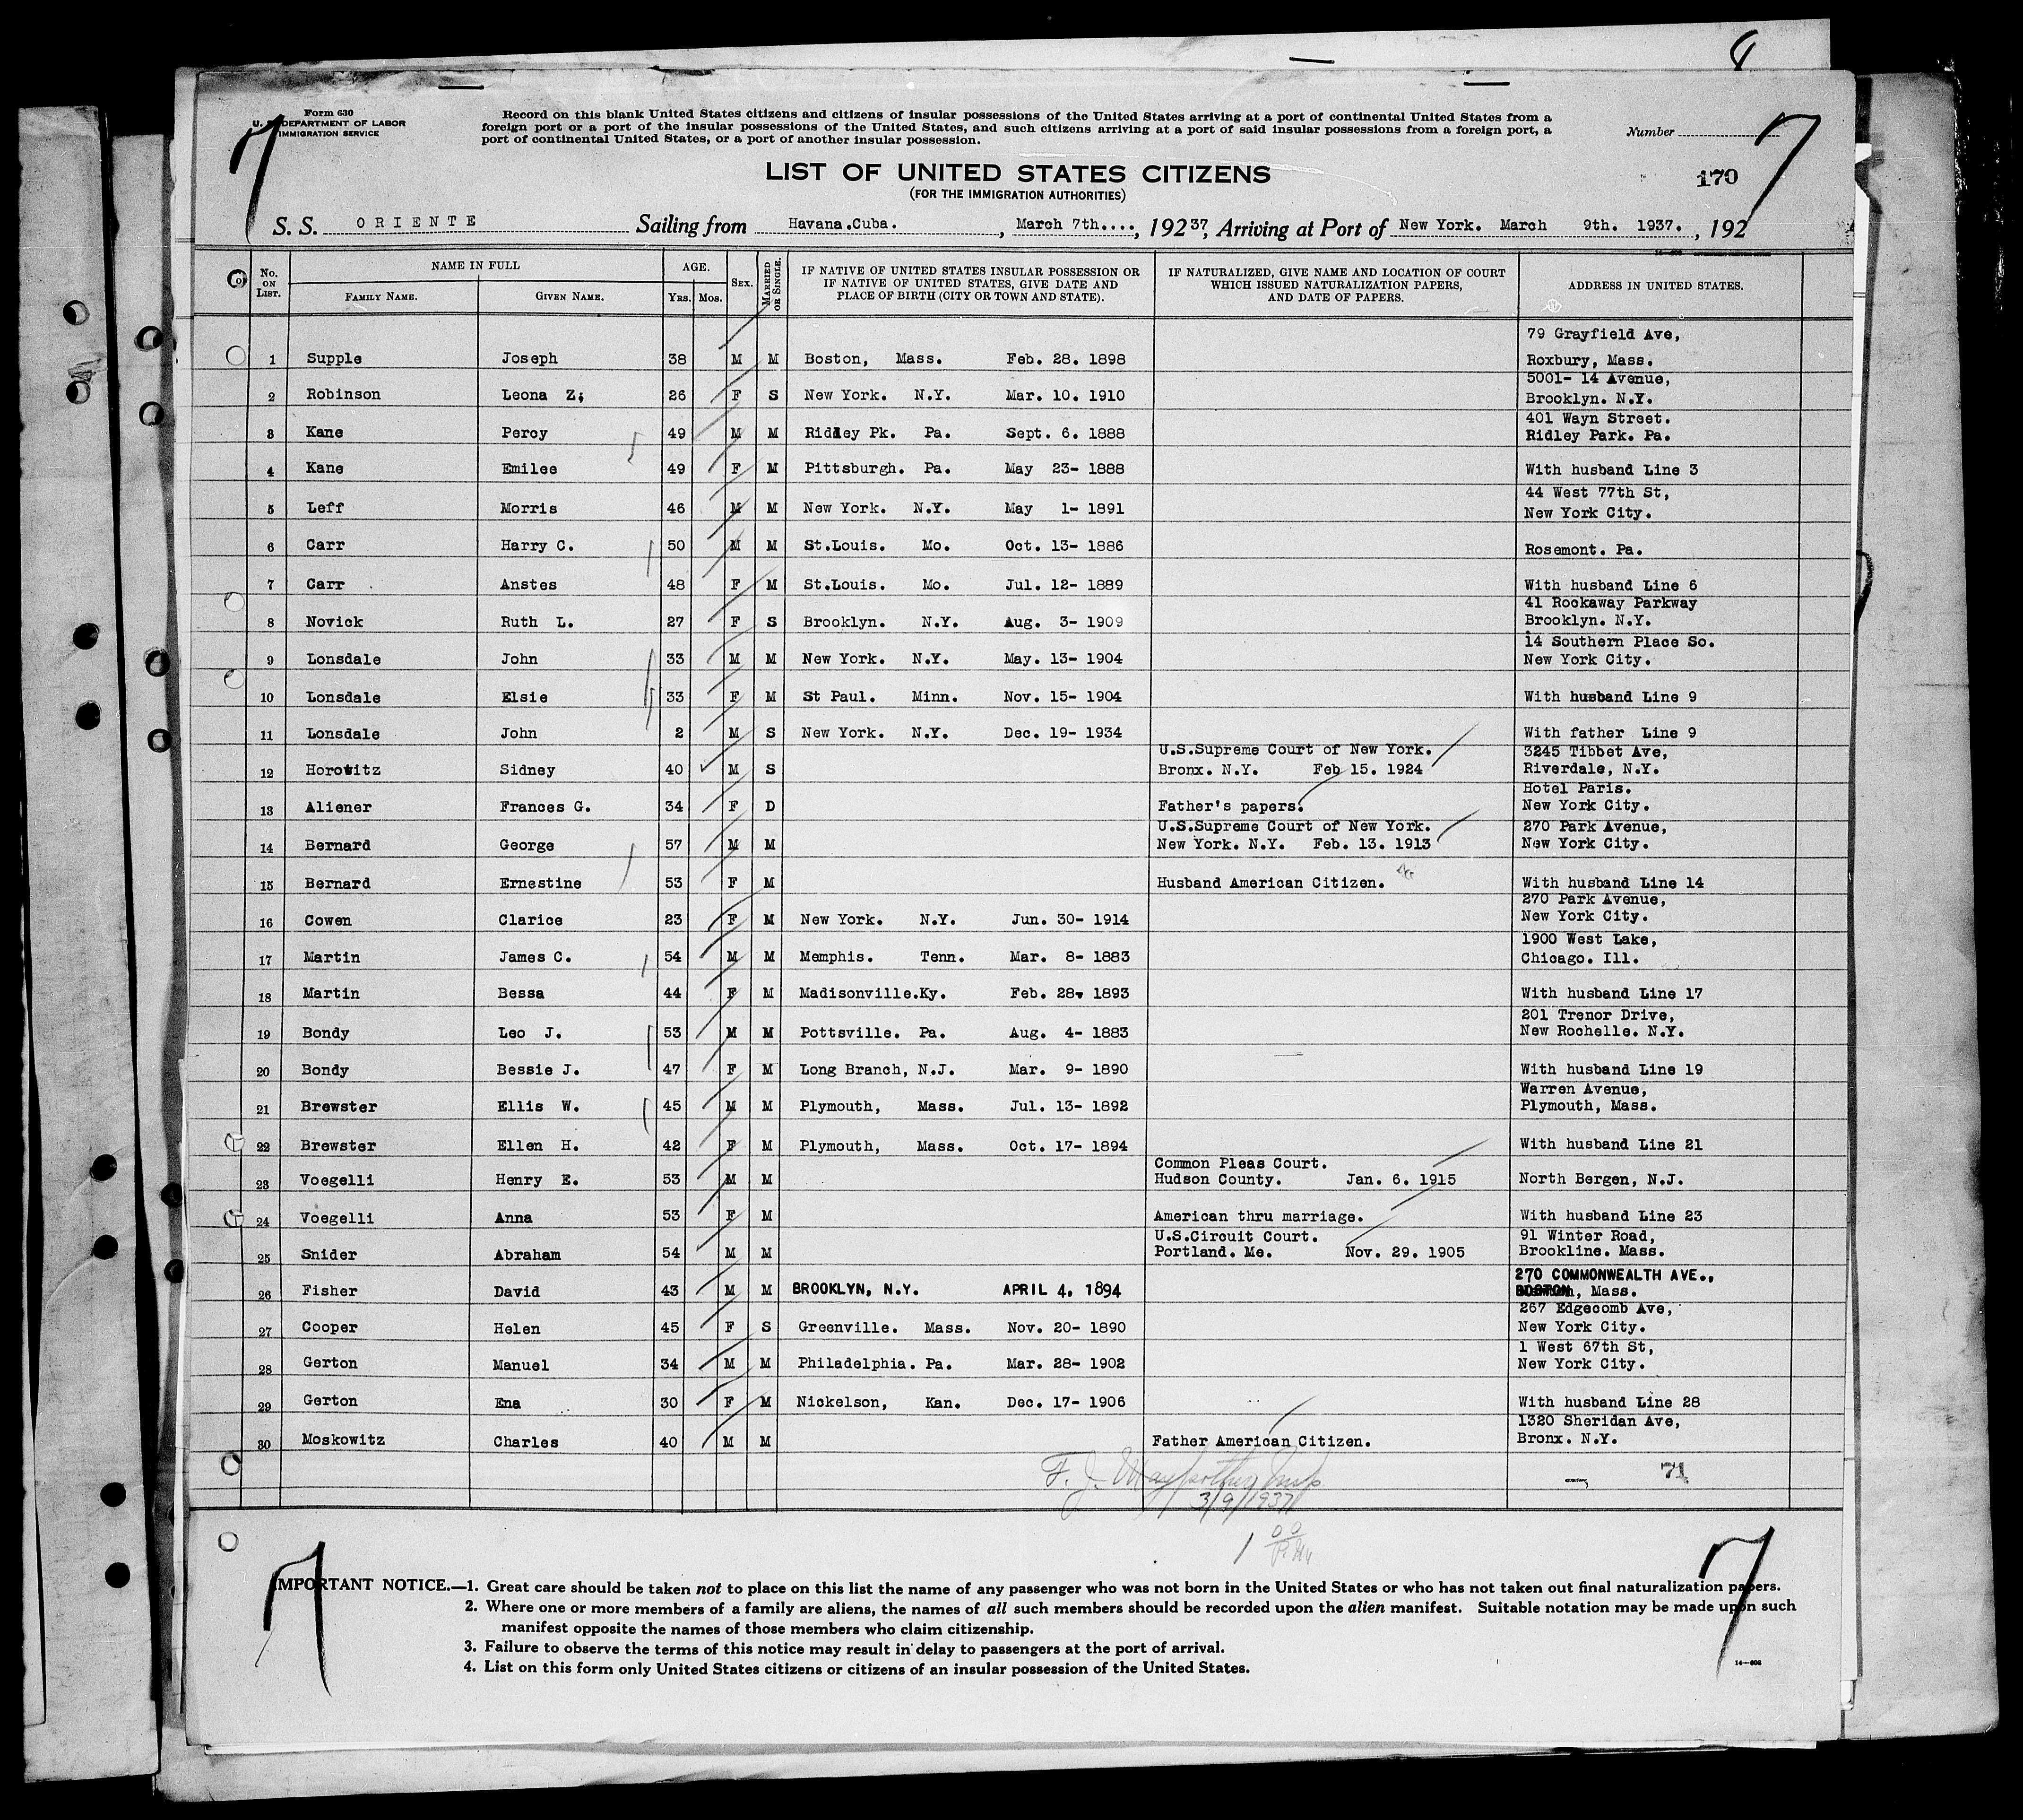 8
Form 630
U. S. DEPARTMENT OF LABOR
IMMIGRATION SERVICE
7
Record on this blank United States citizens and citizens of insular possessions of the United States arriving at a port of continental United States from a
foreign port or a port of the insular possessions of the United States, and such citizens arriving at a port of said insular possessions from a foreign port, a
port of continental United States, or a port of another insular possession.
Number
7
LIST OF UNITED STATES CITIZENS
(FOR THE IMMIGRATION AUTHORITIES)
170
S. S. ORIENTE Sailing from Havana.Cuba. , March 7th...., 192 37, Arriving at Port of New York. March 9th. 1937. , 192
No. ON LIST. NAME IN FULL FAMILY NAME. GIVEN NAME. AGE. Yrs. Mos. SEX. MARRIED OR SINGLE. IF NATIVE OF UNITED STATES INSULAR POSSESSION OR IF NATIVE OF UNITED STATES, GIVE DATE AND PLACE OF BIRTH (CITY OR TOWN AND STATE). IF NATURALIZED, GIVE NAME AND LOCATION OF COURT WHICH ISSUED NATURALIZATION PAPERS, AND DATE OF PAPERS. ADDRESS IN UNITED STATES.
79 Grayfield Ave,
1 Supple Joseph 38 M M Boston, Mass. Feb. 28. 1898 Roxbury, Mass.
5001- 14 Avenue,
2 Robinson Leona Z; 26 F S New York. N.Y. Mar. 10. 1910 Brooklyn. N.Y.
401 Wayn Street.
3 Kane Percy 49 M M Ridley Pk. Pa. Sept. 6. 1888 Ridley Park. Pa.
4 Kane Emilee 49 F M Pittsburgh. Pa. May 23- 1888 With husband Line 3
44 West 77th St,
5 Leff Morris 46 M M New York. N.Y. May 1- 1891 New York City.
6 Carr Harry C. 50 M M St.Louis. Mo. Oct. 13- 1886 Rosemont. Pa.
7 Carr Anstes 48 F M St.Louis. Mo. Jul. 12- 1889 With husband Line 6
41 Rockaway Parkway
8 Novick Ruth L. 27 F S Brooklyn. N.Y. Aug. 3- 1909 Brooklyn. N.Y.
14 Southern Place So.
9 Lonsdale John 33 M M New York. N.Y. May. 13- 1904 New York City.
10 Lonsdale Elsie 33 F M St Paul. Minn. Nov. 15- 1904 With husband Line 9
11 Lonsdale John 2 M S New York. N.Y. Dec. 19- 1934 With father Line 9
U.S.Supreme Court of New York. 3245 Tibbet Ave,
12 Horowitz Sidney 40 M S Bronx. N.Y. Feb 15. 1924 Riverdale, N.Y.
Hotel Paris.
13 Aliener Frances G. 34 F D Father's papers. New York City.
U.S.Supreme Court of New York. 270 Park Avenue,
14 Bernard George 57 M M New York. N.Y. Feb. 13. 1913 New York City.
15 Bernard Ernestine 53 F M Husband American Citizen. With husband Line 14
270 Park Avenue,
16 Cowen Clarice 23 F M New York. N.Y. Jun. 30- 1914 New York City.
1900 West Lake,
17 Martin James C. 54 M M Memphis. Tenn. Mar. 8- 1883 Chicago. Ill.
18 Martin Bessa 44 F M Madisonville.Ky. Feb. 28- 1893 With husband Line 17
201 Trenor Drive,
19 Bondy Leo J. 53 M M Pottsville. Pa. Aug. 4- 1883 New Rochelle. N.Y.
20 Bondy Bessie J. 47 F M Long Branch, N.J. Mar. 9- 1890 With husband Line 19
Warren Avenue,
21 Brewster Ellis W. 45 M M Plymouth, Mass. Jul. 13- 1892 Plymouth, Mass.
22 Brewster Ellen H. 42 F M Plymouth, Mass. Oct. 17- 1894 With husband Line 21
Common Pleas Court.
23 Voegelli Henry E. 53 M M Hudson County. Jan. 6. 1915 North Bergen, N.J.
24 Voegelli Anna 53 F M American thru marriage. With husband Line 23
U.S.Circuit Court. 91 Winter Road,
25 Snider Abraham 54 M M Portland. Me. Nov. 29. 1905 Brookline. Mass.
270 COMMONWEALTH AVE.,
26 Fisher David 43 M M BROOKLYN, N.Y. APRIL 4, 1894 BOSTON, Mass.
267 Edgecomb Ave,
27 Cooper Helen 45 F S Greenville. Mass. Nov. 20- 1890 New York City.
1 West 67th St,
28 Gerton Manuel 34 M M Philadelphia. Pa. Mar. 28- 1902 New York City.
29 Gerton Ena 30 F M Nickelson, Kan. Dec. 17- 1906 With husband Line 28
1320 Sheridan Ave,
30 Moskowitz Charles 40 M M Father American Citizen. Bronx. N.Y.
F. J.
71
3/9/1937
1 00
7
7
IMPORTANT NOTICE.—1. Great care should be taken not to place on this list the name of any passenger who was not born in the United States or who has not taken out final naturalization papers.
2. Where one or more members of a family are aliens, the names of all such members should be recorded upon the alien manifest. Suitable notation may be made upon such
manifest opposite the names of those members who claim citizenship.
3. Failure to observe the terms of this notice may result in delay to passengers at the port of arrival.
4. List on this form only United States citizens or citizens of an insular possession of the United States.
14—606